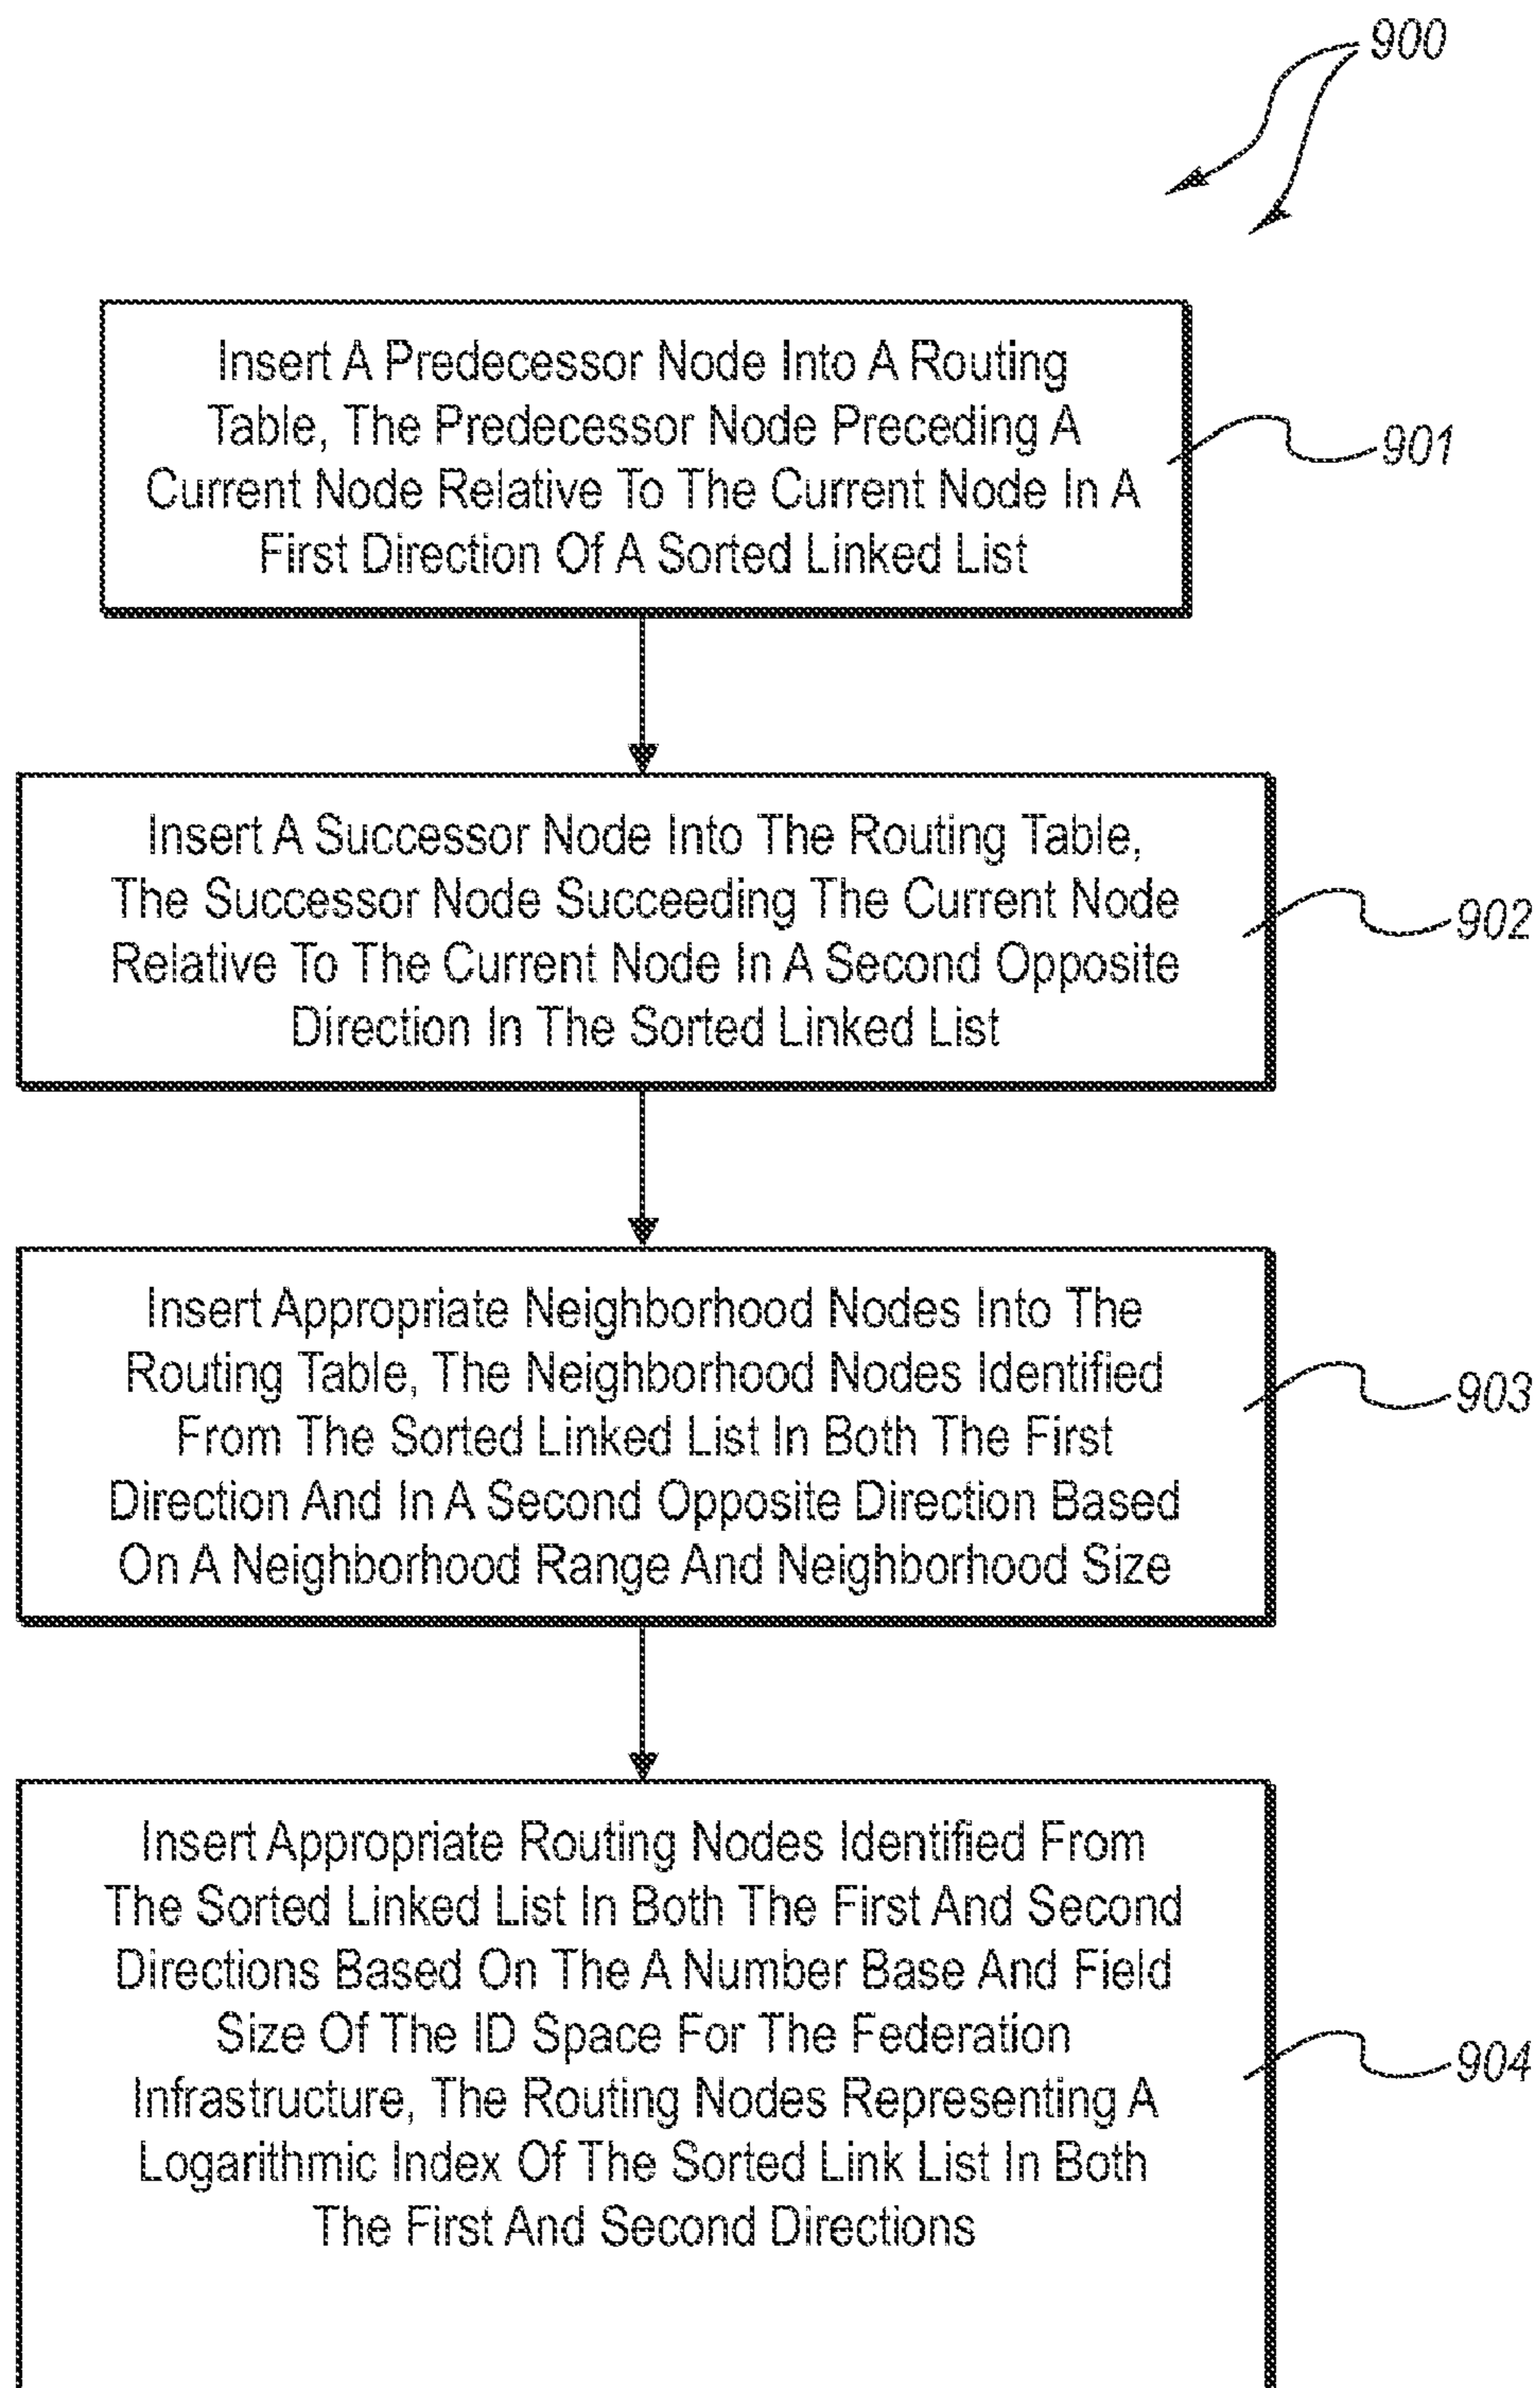 900
Insert A Predecessor Node Into A Routing
Table, The Predecessor Node Preceding A
Current Node Relative To The Current Node In A
First Direction Of A Sorted Linked List
901
Insert A Successor Node Into The Routing Table,
The Successor Node Succeeding The Current Node
Relative To The Current Node In A Second Opposite
Direction In The Sorted Linked List
902
Insert Appropriate Neighborhood Nodes Into The
Routing Table, The Neighborhood Nodes Identified
From The Sorted Linked List In Both The First
Direction And In A Second Opposite Direction Based
On A Neighborhood Range And Neighborhood Size
903
Insert Appropriate Routing Nodes Identified From
The Sorted Linked List In Both The First And Second
Directions Based On The A Number Base And Field
Size Of The ID Space For The Federation
Infrastructure, The Routing Nodes Representing A
Logarithmic Index Of The Sorted Link List In Both
The First And Second Directions
904